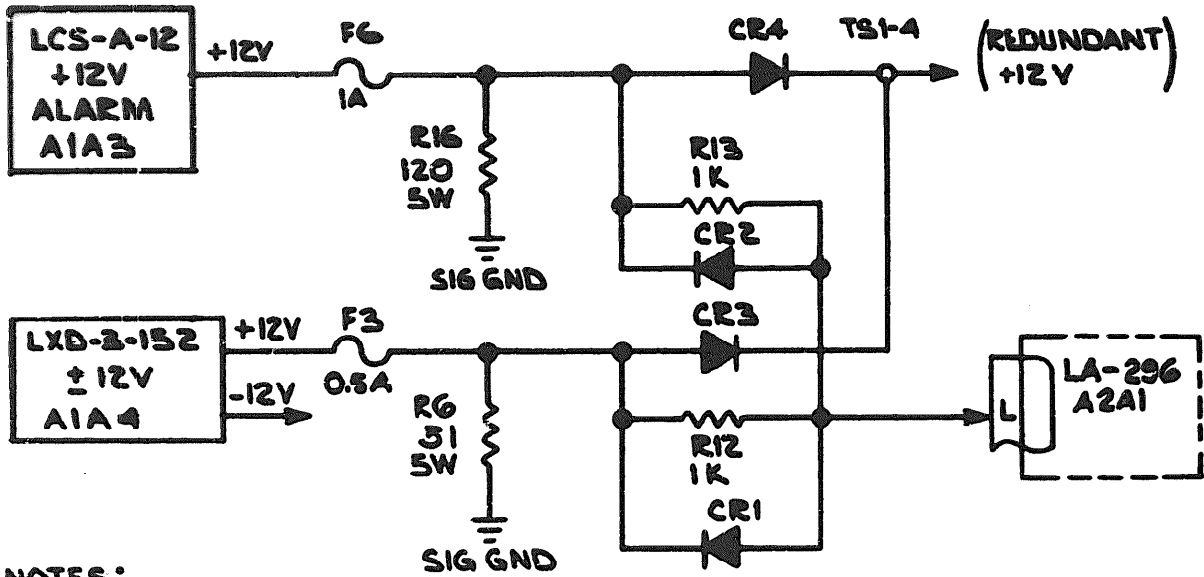 LCS-A-12
+12V
ALARM
A1A3
+12V
F6
1A
R16
120
5W
SIG GND
CR4
TS1-4
(REDUNDANT)
+12V
R13
1K
CR2
CR3
LXD-3-152
± 12V
A1A4
+12V
-12V
F3
0.5A
R6
51
5W
SIG GND
R12
1K
CR1
L
LA-296
A2A1
NOTES: